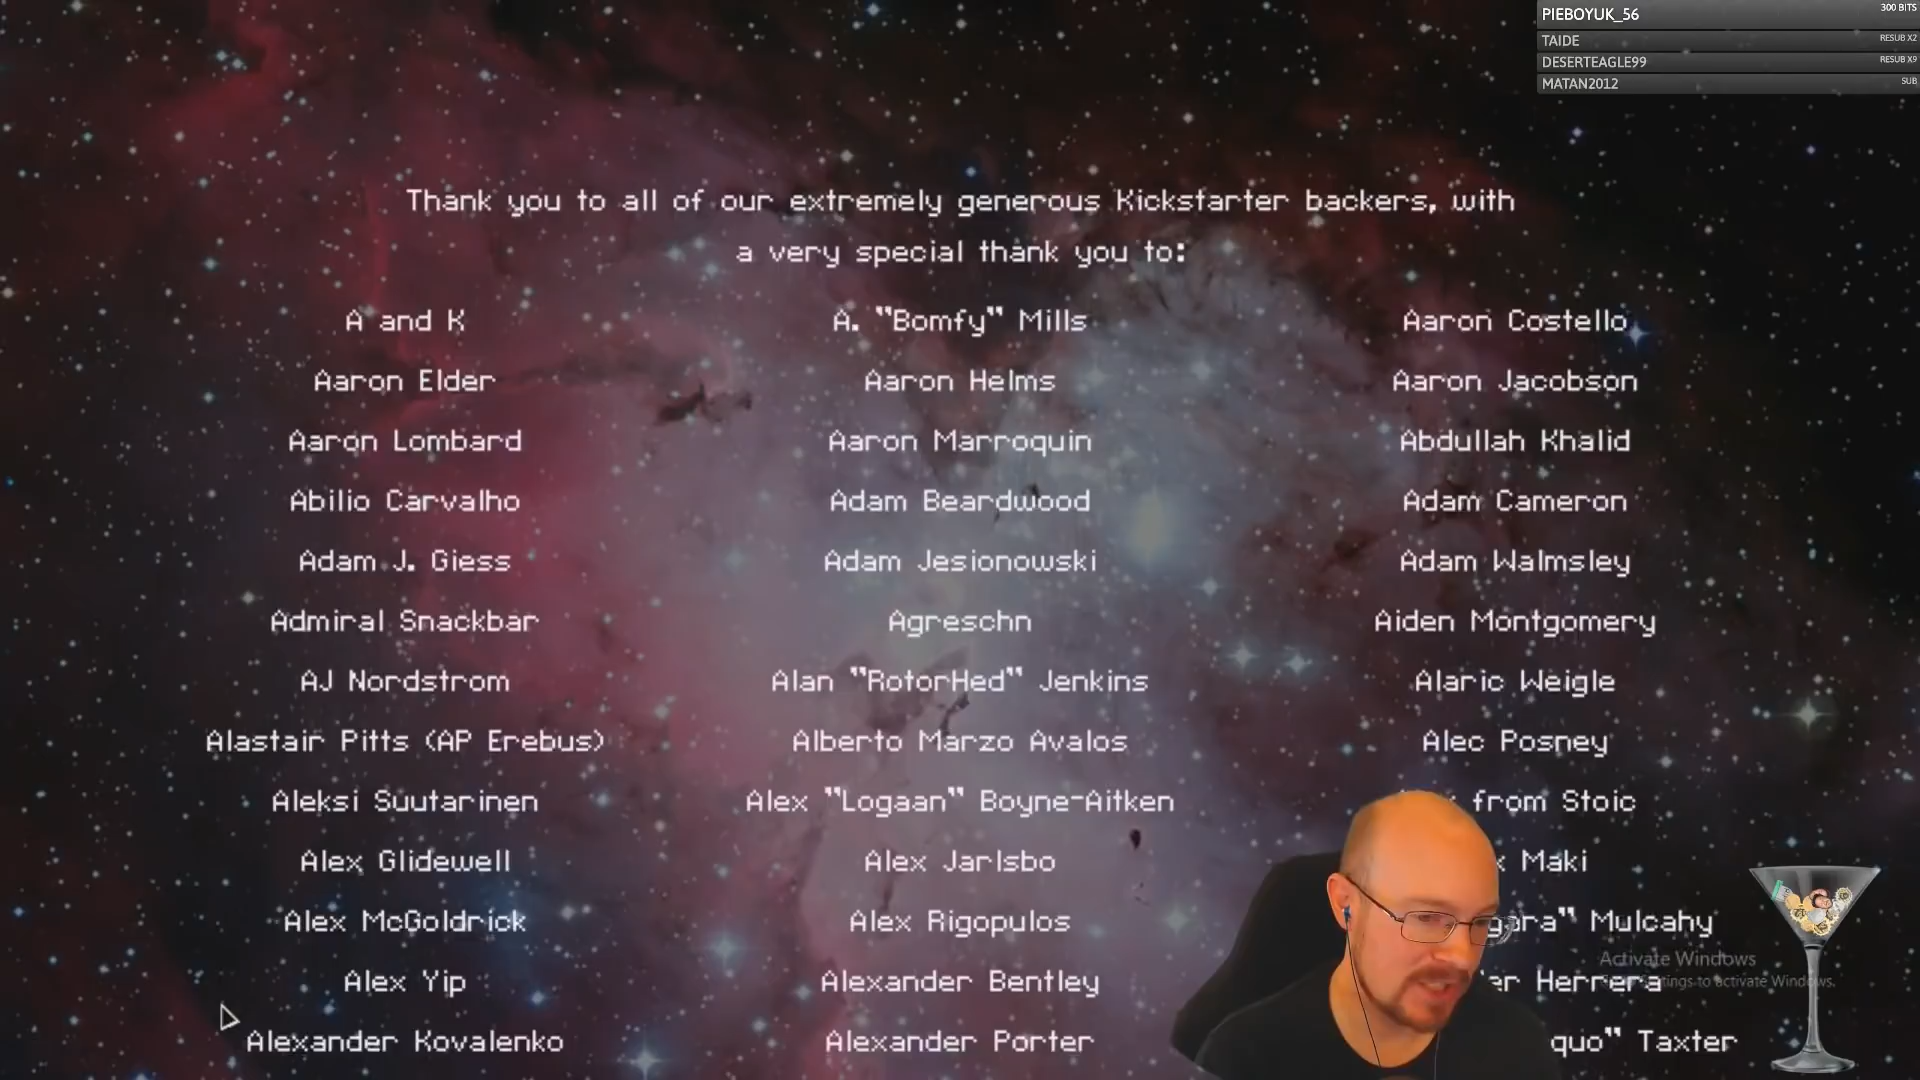 PIEBOYUK_56 300 BITS
TAIDE RESUB X2
DESERTEAGLE99 RESUB X9
MATAN2012 SUB
Thank you to all of our extremely generous Kickstarter backers, with
a very special thank you to:
A and K A. "Bomfy" Mills Aaron Costello
Aaron Elder Aaron Helms Aaron Jacobson
Aaron Lombard Aaron Marroquin Abdullah Khalid
Abilio Carvalho Adam Beardwood Adam Cameron
Adam J. Giess Adam Jesionowski Adam Walmsley
Admiral Snackbar Agreschn Aiden Montgomery
AJ Nordstrom Alan "RotorHed" Jenkins Alaric Weigle
Alastair Pitts (AP Erebus) Alberto Marzo Avalos Alec Posney
Aleksi Suutarinen Alex "Logaan" Boyne-Aitken from Stoic
Alex Glidewell Alex Jarlsbo Maki
Alex McGoldrick Alex Rigopulos Mulcahy
Activate Windows
Alex Yip Alexander Bentley Herrera
to activate Windows.
Alexander Kovalenko Alexander Porter quo" Taxter